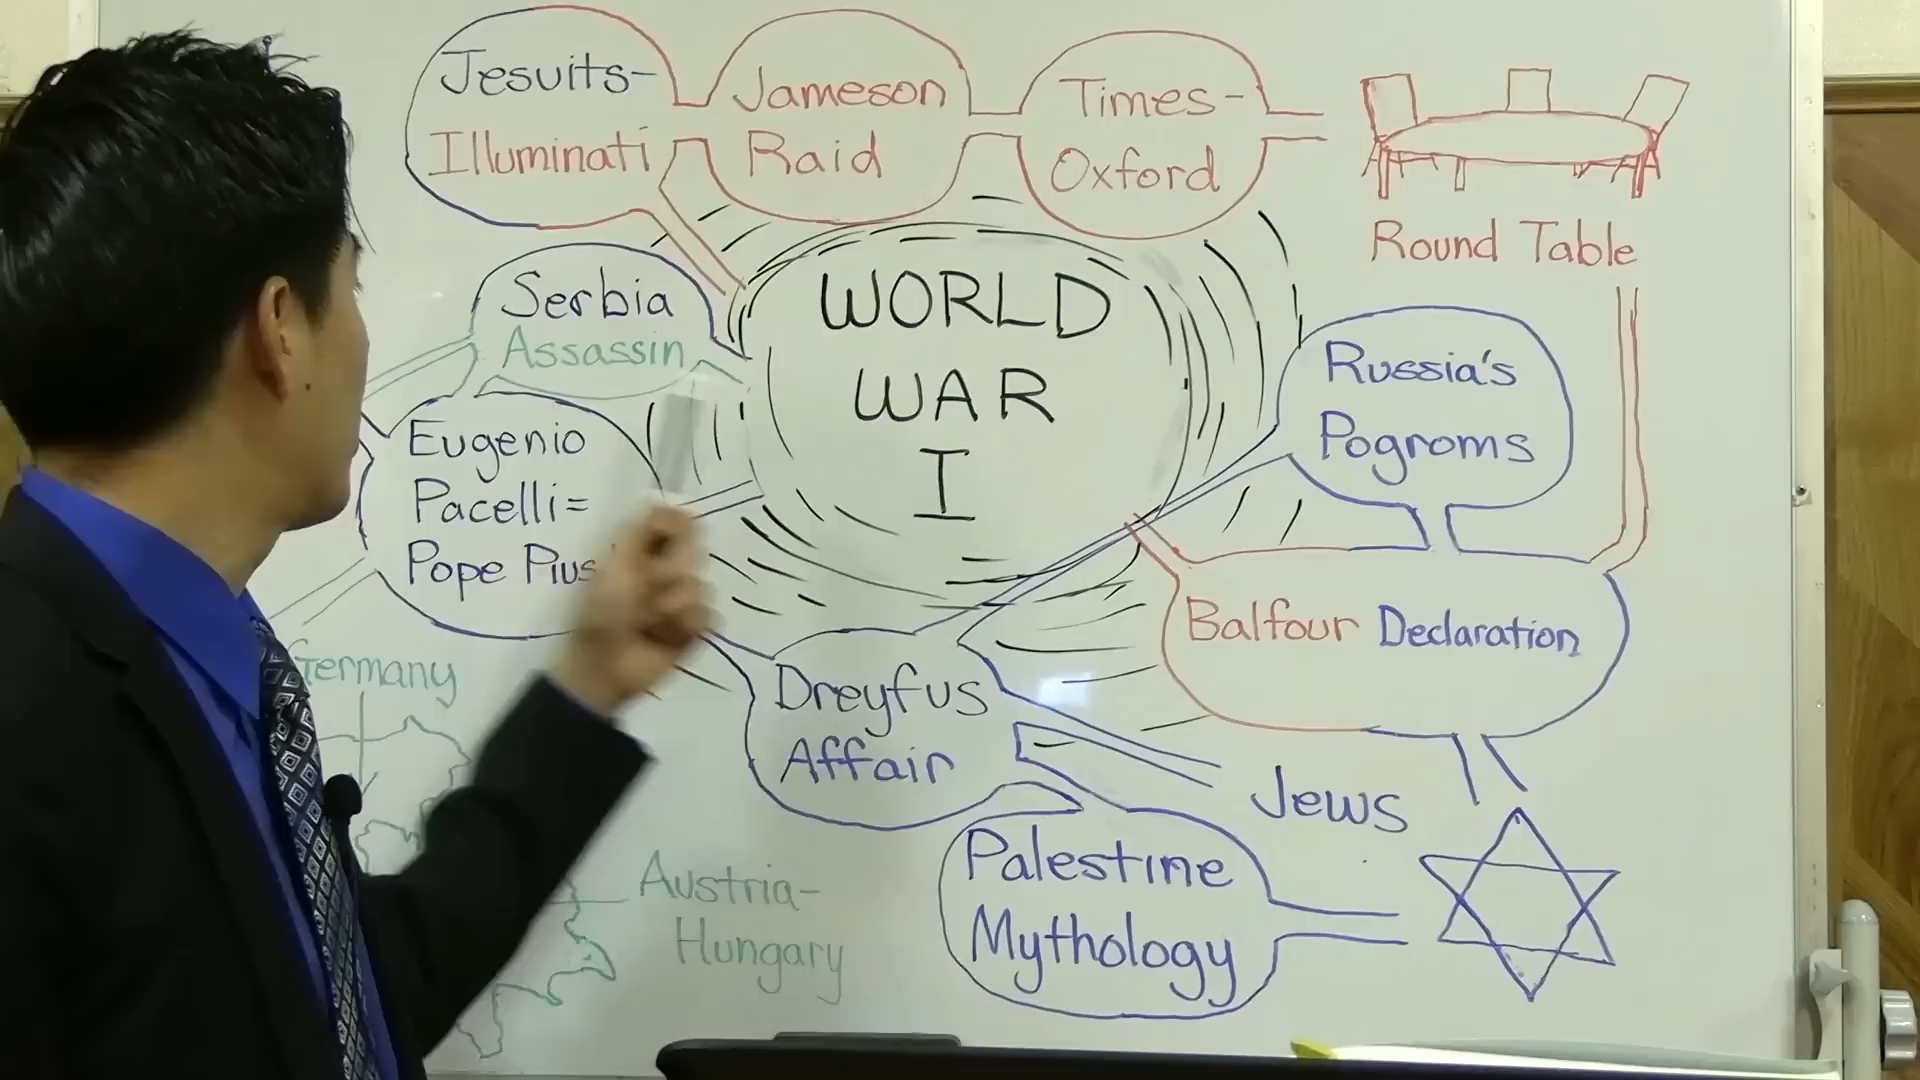 Jesuits-
Illuminati
Jameson
Raid
Times-
Oxford
Round Table
Serbia
Assassin
WORLD
WAR
I
Russia's
Pogroms
Eugenio
Pacelli=
Pope Pius
Balfour Declaration
Germany
Dreyfus
Affair
Jews
Austria-
Hungary
Palestine
Mythology